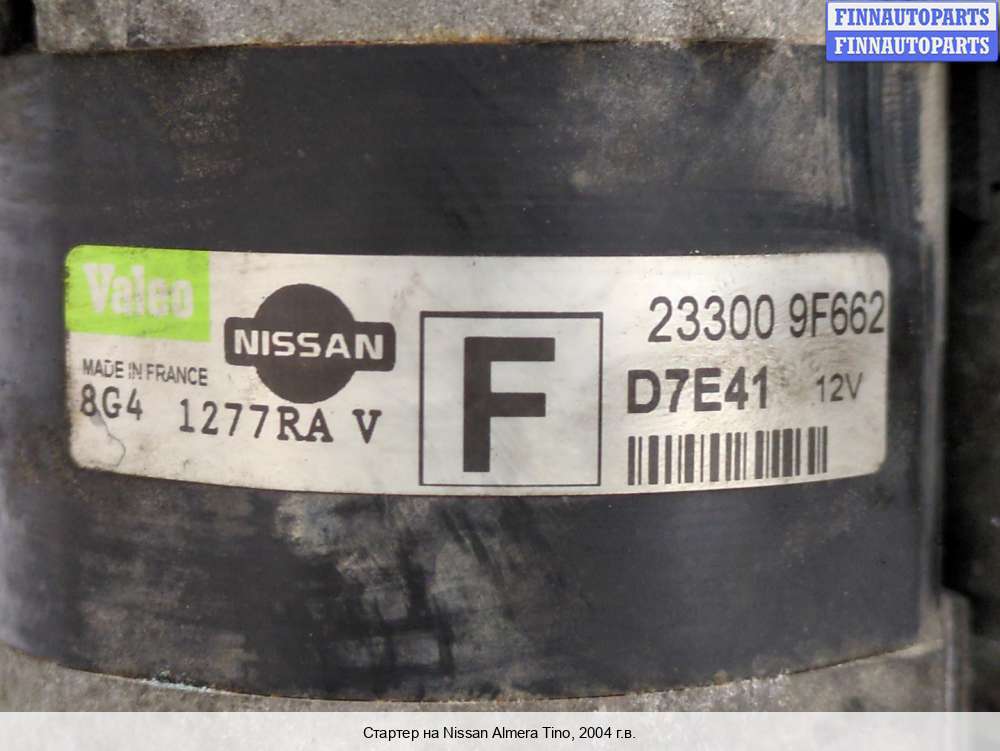 FINNAUTOPARTS
FINNAUTOPARTS
Valeo
NISSAN
MADE IN FRANCE
8G4 1277RA V
F
23300 9F662
D7E41 12V
Стартер на Nissan Almera Tino, 2004 г.в.